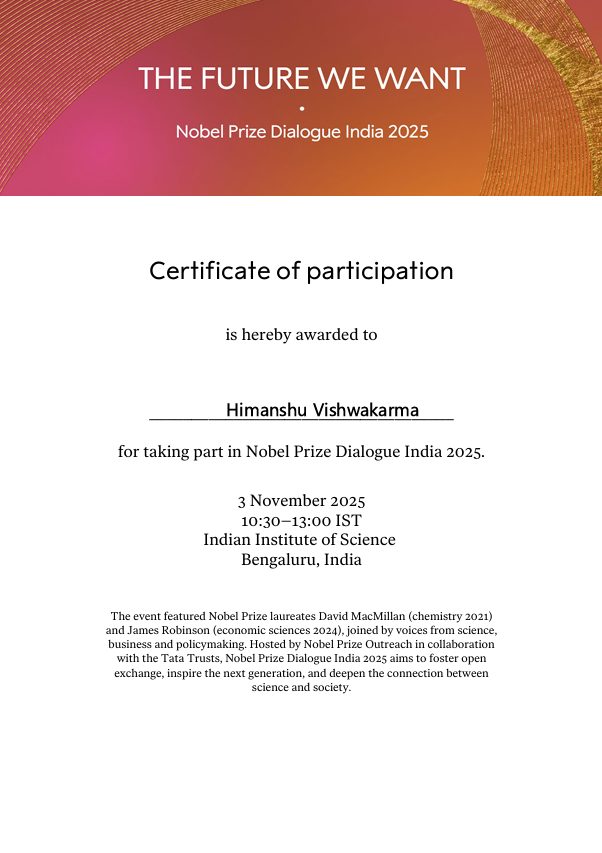 THE FUTURE WE WANT
•
Nobel Prize Dialogue India 2025
Certificate of participation
is hereby awarded to
Himanshu Vishwakarma
for taking part in Nobel Prize Dialogue India 2025.
3 November 2025
10:30–13:00 IST
Indian Institute of Science
Bengaluru, India
The event featured Nobel Prize laureates David MacMillan (chemistry 2021)
and James Robinson (economic sciences 2024), joined by voices from science,
business and policymaking. Hosted by Nobel Prize Outreach in collaboration
with the Tata Trusts, Nobel Prize Dialogue India 2025 aims to foster open
exchange, inspire the next generation, and deepen the connection between
science and society.